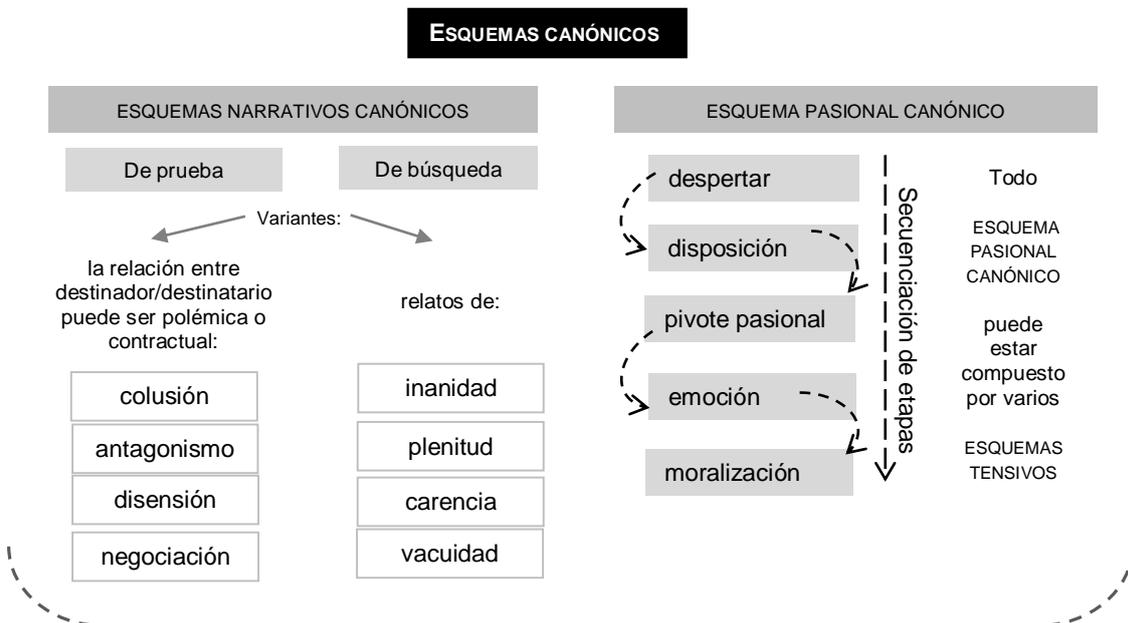 ESQUEMAS CANÓNICOS
ESQUEMAS NARRATIVOS CANÓNICOS
De prueba
De búsqueda
Variantes:
la relación entre
destinador/destinatario
puede ser polémica o
contractual:
colusión
antagonismo
disensión
negociación
relatos de:
inanidad
plenitud
carencia
vacuidad
ESQUEMA PASIONAL CANÓNICO
despertar
disposición
pivote pasional
emoción
moralización
Secuenciación de etapas
Todo
ESQUEMA
PASIONAL
CANÓNICO
puede
estar
compuesto
por varios
ESQUEMAS
TENSIVOS